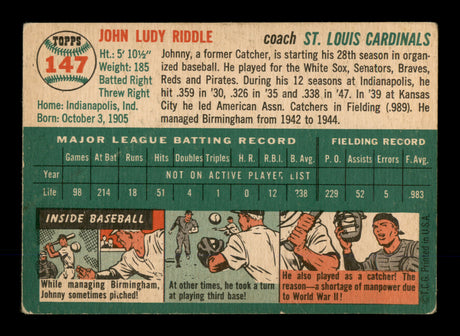 TOPPS
147
JOHN LUDY RIDDLE
coach ST. LOUIS CARDINALS
Ht.: 5' 10½"
Weight: 185
Batted Right
Threw Right
Home: Indianapolis, Ind.
Born: October 3, 1905
Johnny, a former Catcher, is starting his 28th season in organ-
ized baseball. He played for the White Sox, Senators, Braves,
Reds and Pirates. During his 12 seasons at Indianapolis, he
hit .359 in '30, .326 in '35 and .338 in '47. In '39 at Kansas
City he led American Assn. Catchers in Fielding (.989). He
managed Birmingham from 1942 to 1944.
MAJOR LEAGUE BATTING RECORD
FIELDING RECORD
Games At Bat Runs Hits Doubles Triples H.R. R.B.I. B.Avg. P.O. Assists Errors F.Avg.
Year NOT ON ACTIVE PLAYER LIST
Life 98 214 18 51 4 1 0 11 .238 229 52 5 .983
INSIDE BASEBALL
While managing Birmingham,
Johnny sometimes pitched!
At other times, he took a turn at
playing third base!
He also played as a catcher! The
reason — a shortage of manpower due
to World War II!
© T.C.G. Printed in U.S.A.